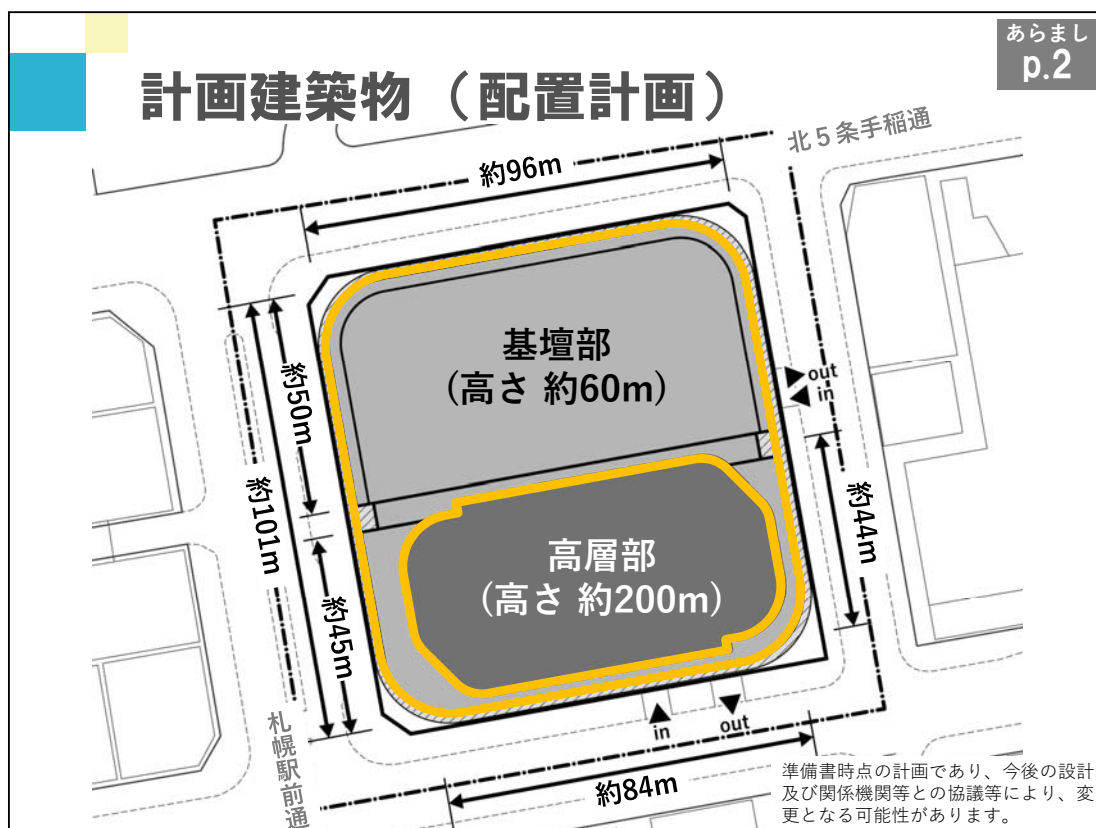 あらまし
p.2
計画建築物（配置計画）
北５条手稲通
約96m
基壇部
(高さ 約60m)
out
in
約50m
約101m
約44m
高層部
(高さ 約200m)
約45m
札幌駅前通
in
out
約84m
準備書時点の計画であり、今後の設計
及び関係機関等との協議等により、変
更となる可能性があります。